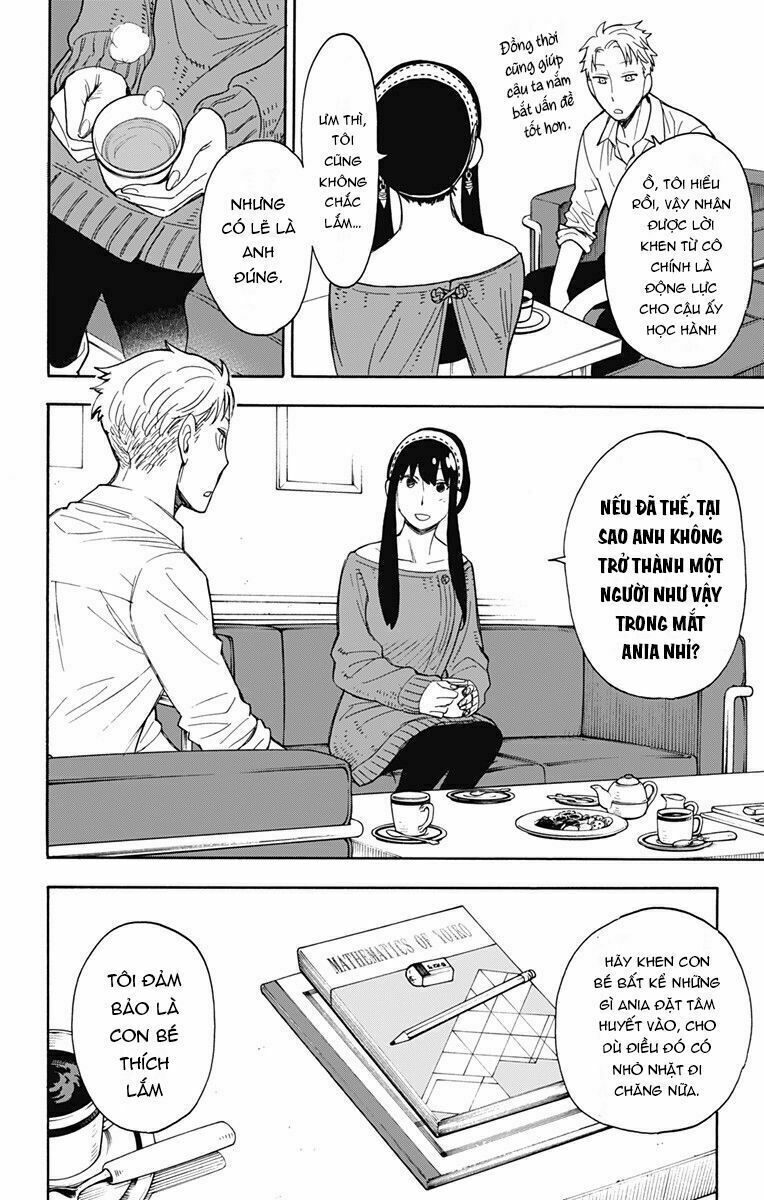 Ồ, TÔI HIỂU
RỒI, VẬY NHẬN
ĐƯỢC LỜI
KHEN TỪ CÔ
CHÍNH LÀ
ĐỘNG LỰC
CHO CẬU ẤY
HỌC HÀNH
Đồng thời
cũng giúp
cậu ta nắm
bắt vấn đề
tốt hơn.
ƯM THÌ,
TÔI
CŨNG
KHÔNG
CHẮC
LẮM...
NHƯNG
CÓ LẼ LÀ
ANH
ĐÚNG.
NẾU ĐÃ THẾ, TẠI
SAO ANH KHÔNG
TRỞ THÀNH MỘT
NGƯỜI NHƯ VẬY
TRONG MẮT
ANIA NHỈ?
HÃY KHEN CON
BÉ BẤT KỂ NHỮNG
GÌ ANIA ĐẶT TÂM
HUYẾT VÀO, CHO
DÙ ĐIỀU ĐÓ CÓ
NHỎ NHẶT ĐI
CHĂNG NỮA.
MATHEMATICS OF
TÔI ĐẢM
BẢO LÀ
CON BÉ
THÍCH
LẮM